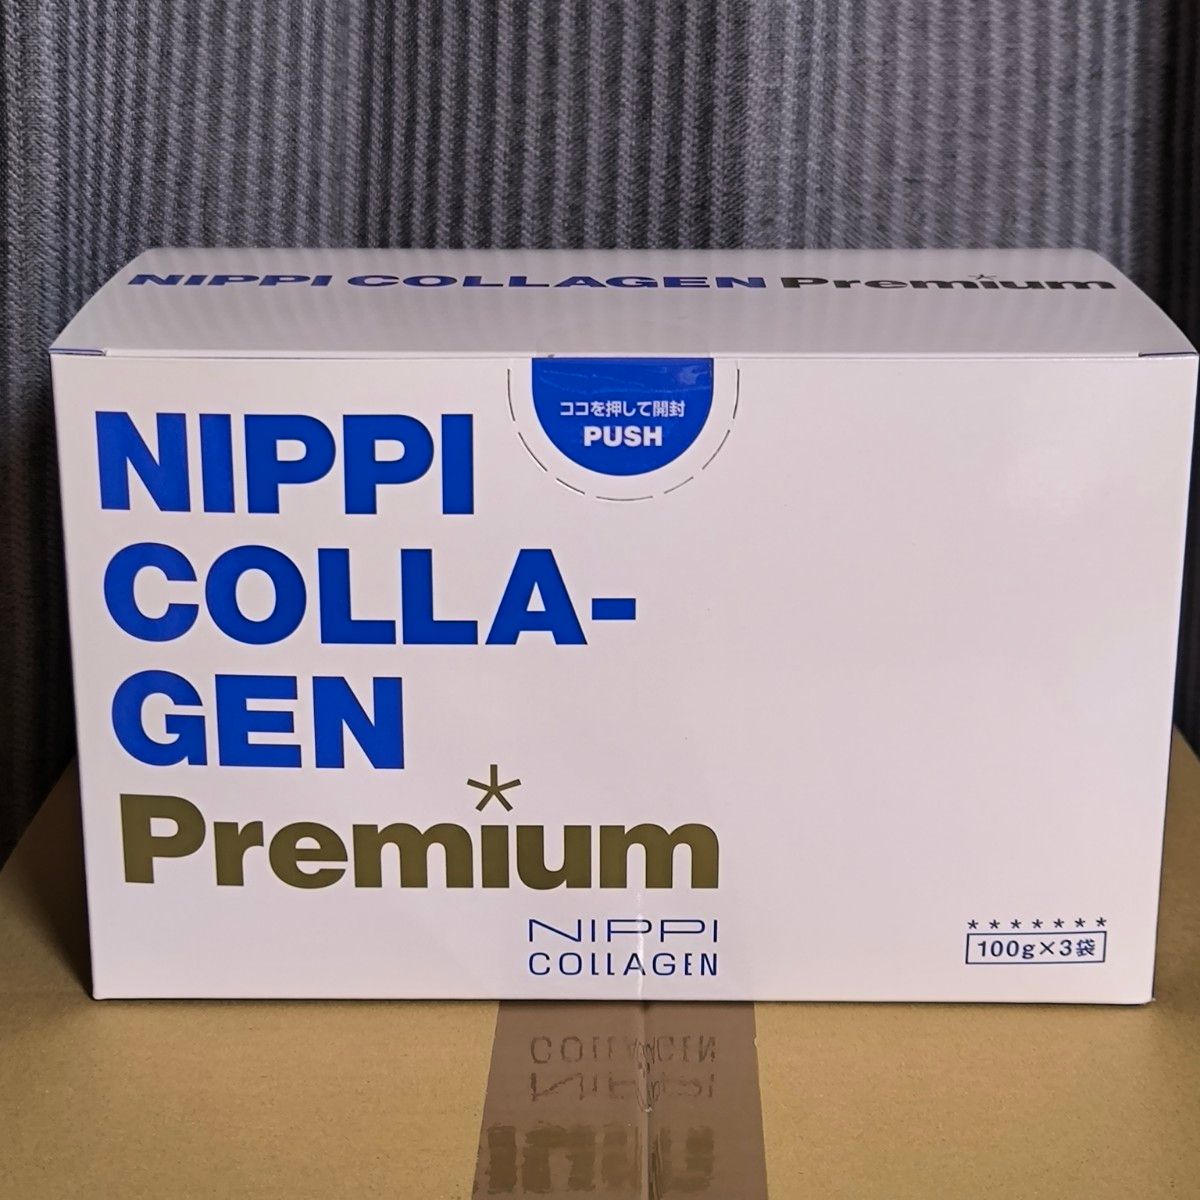 NIPPI COLLAGEN Premium
ココを押して開封
PUSH
NIPPI
COLLA-
GEN
Premium
NIPPI
COLLAGEN
*******
100g×3袋